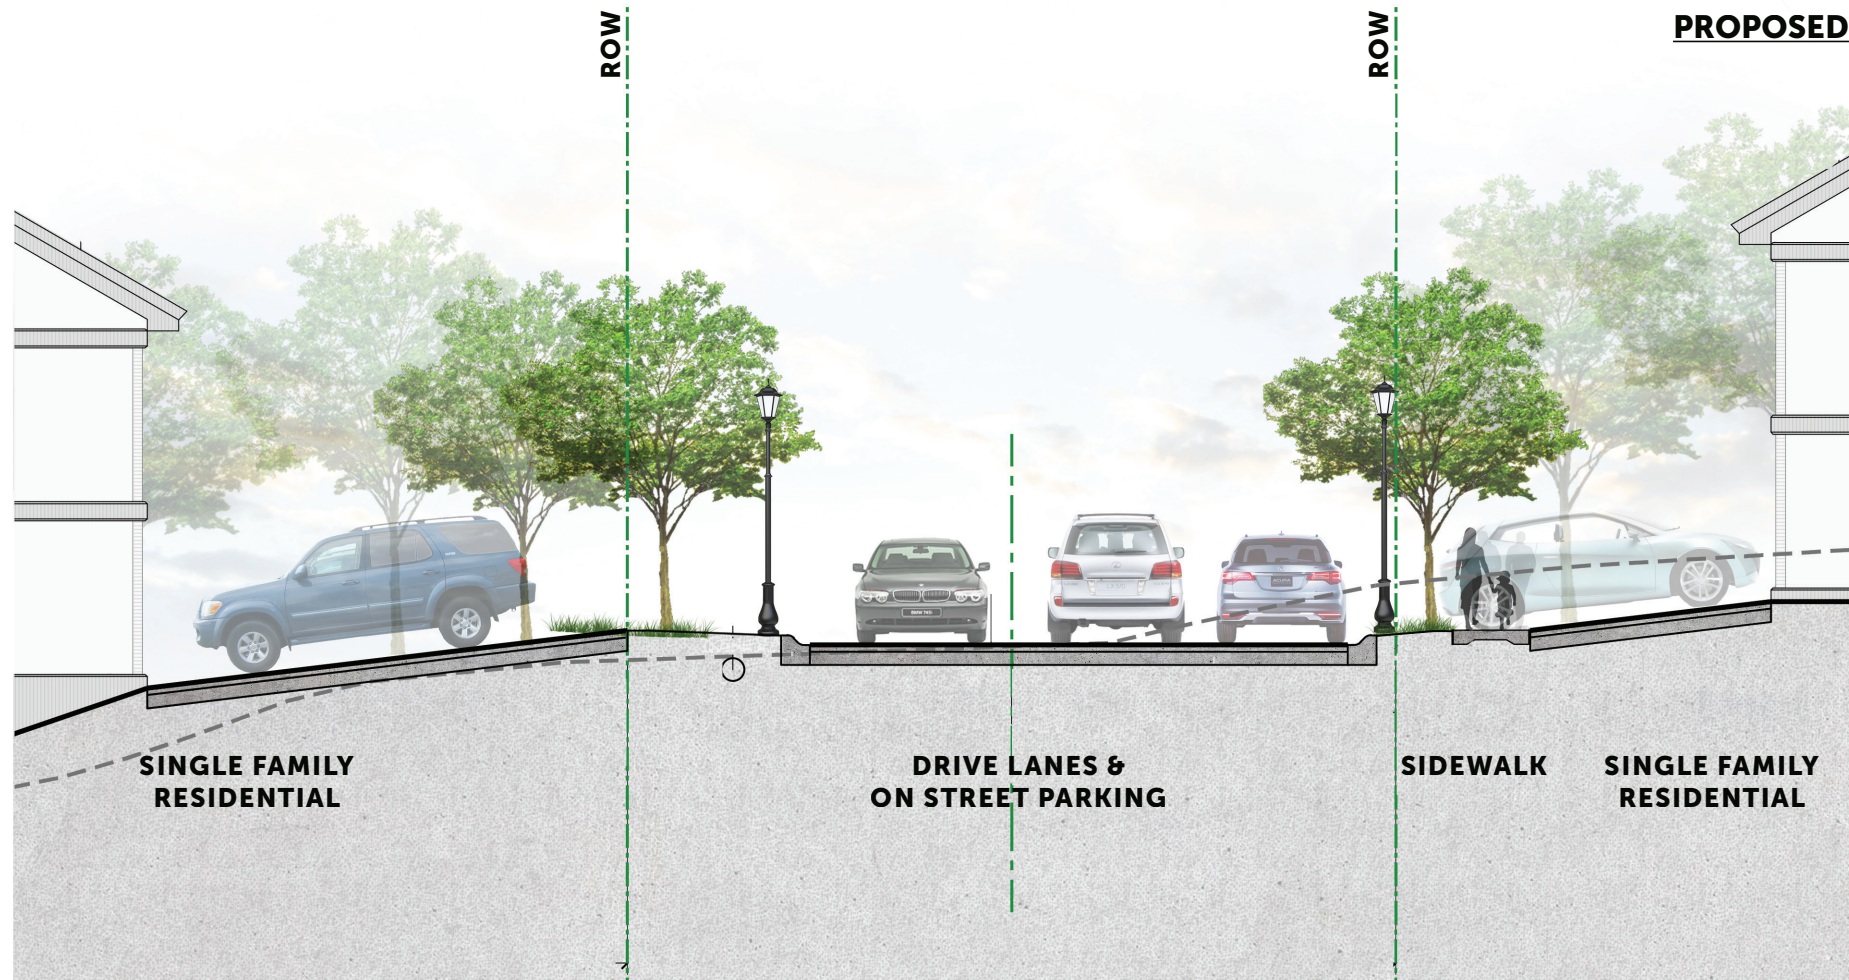 ROW
ROW
PROPOSED
SINGLE FAMILY
RESIDENTIAL
DRIVE LANES &
ON STREET PARKING
SIDEWALK
SINGLE FAMILY
RESIDENTIAL